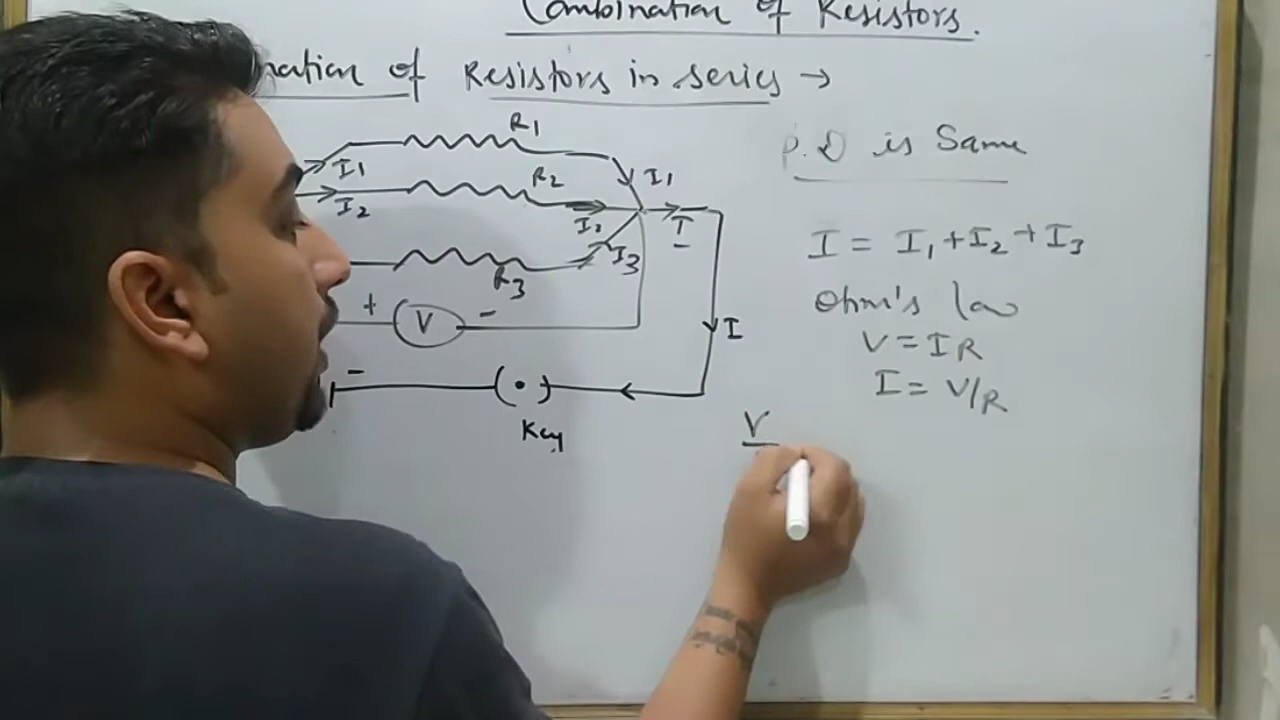 Combination of Resistors.
nation of Resistors in series →
R1
I1
I1
R2
I2
I2
I
I3
R3
+ V -
I
-
Key
P.D is Same
I = I1 + I2 + I3
Ohm's law
V = IR
I = V/R
V